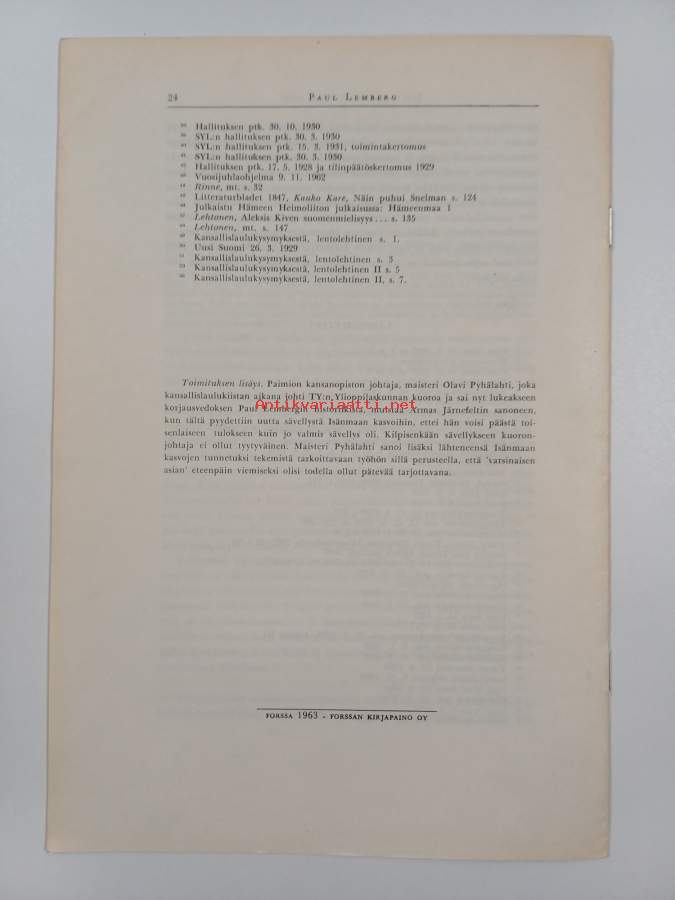 24 PAUL LEMBERG
Hallituksen ptk. 30. 10. 1930
SYL:n hallituksen ptk. 30. 3. 1930
SYL:n hallituksen ptk. 15. 3. 1931, toimintakertomus
SYL:n hallituksen ptk. 30. 3. 1930
Hallituksen ptk. 17. 5. 1928 ja tilinpäätöskertomus 1929
Vuosijuhlaohjelma 9. 11. 1902
Rinne, mt. s. 32
Litteraturbladet 1847, Kauko Kare, Näin puhui Snelman s. 124
Julkaistu Hämeen Heimoliiton julkaisussa: Hämeenmaa I
Lehtonen, Aleksis Kiven suomenmielisyys . . . s. 135
Lehtonen, mt. s. 147
Kansallislaulukysymyksestä, lentolehtinen s. 1.
Uusi Suomi 26. 3. 1929
Kansallislaulukysymyksestä, lentolehtinen s. 3
Kansallislaulukysymyksestä, lentolehtinen II s. 5
Kansallislaulukysymyksestä, lentolehtinen II, s. 7.
Toimituksen lisäys. Paimion kansanopiston johtaja, maisteri Olavi Pyhälahti, joka
kansallislaulukiistan aikana johti TY:n Ylioppilaskunnan kuoroa ja sai nyt lukeakseen
Antikvariaatti.net
korjausvedoksen Paul Lembergin historiikista, muistaa Armas Järnefeltin sanoneen,
kun tältä pyydettiin uutta sävellystä Isänmaan kasvoihin, ettei hän voisi päästä toi-
senlaiseen tulokseen kuin jo valmis sävellys oli. Kilpisenkään sävellykseen kuoron-
johtaja ei ollut tyytyväinen. Maisteri Pyhälahti sanoi lisäksi lähteneensä Isänmaan
kasvojen tunnetuksi tekemistä tarkoittavaan työhön sillä perusteella, että 'varsinaisen
asian' eteenpäin viemiseksi olisi todella ollut pätevää tarjottavana.
FORSSA 1963 - FORSSAN KIRJAPAINO OY